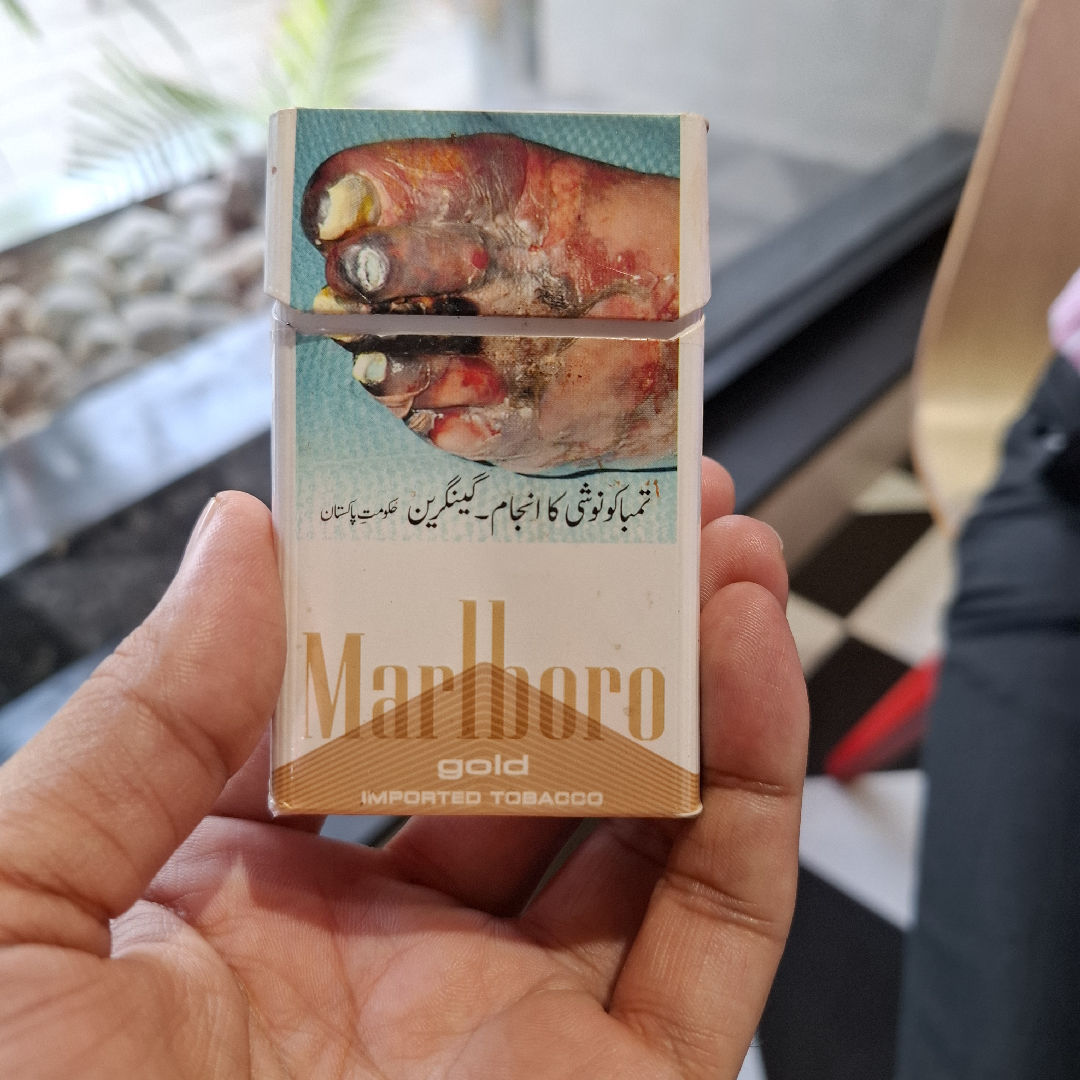 تمباکو نوشی کا انجام۔ گینگرین حکومتِ پاکستان
Marlboro
gold
IMPORTED TOBACCO